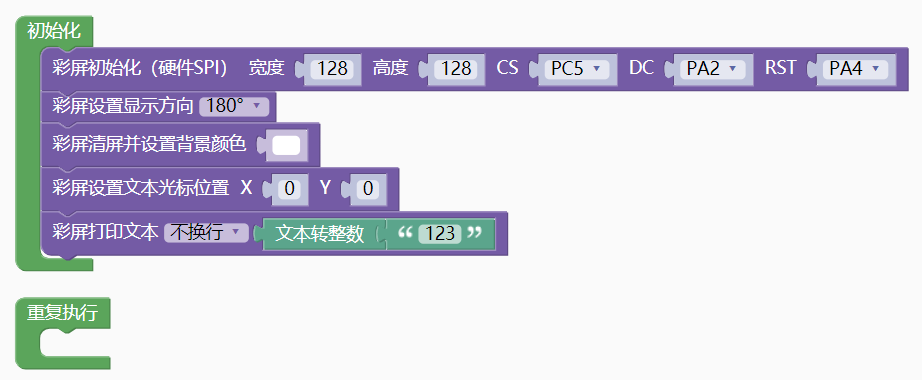 初始化
彩屏初始化（硬件SPI） 宽度 128 高度 128 CS PC5 DC PA2 RST PA4
彩屏设置显示方向 180°
彩屏清屏并设置背景颜色
彩屏设置文本光标位置 X 0 Y 0
彩屏打印文本 不换行 文本转整数 “ 123 ”
重复执行